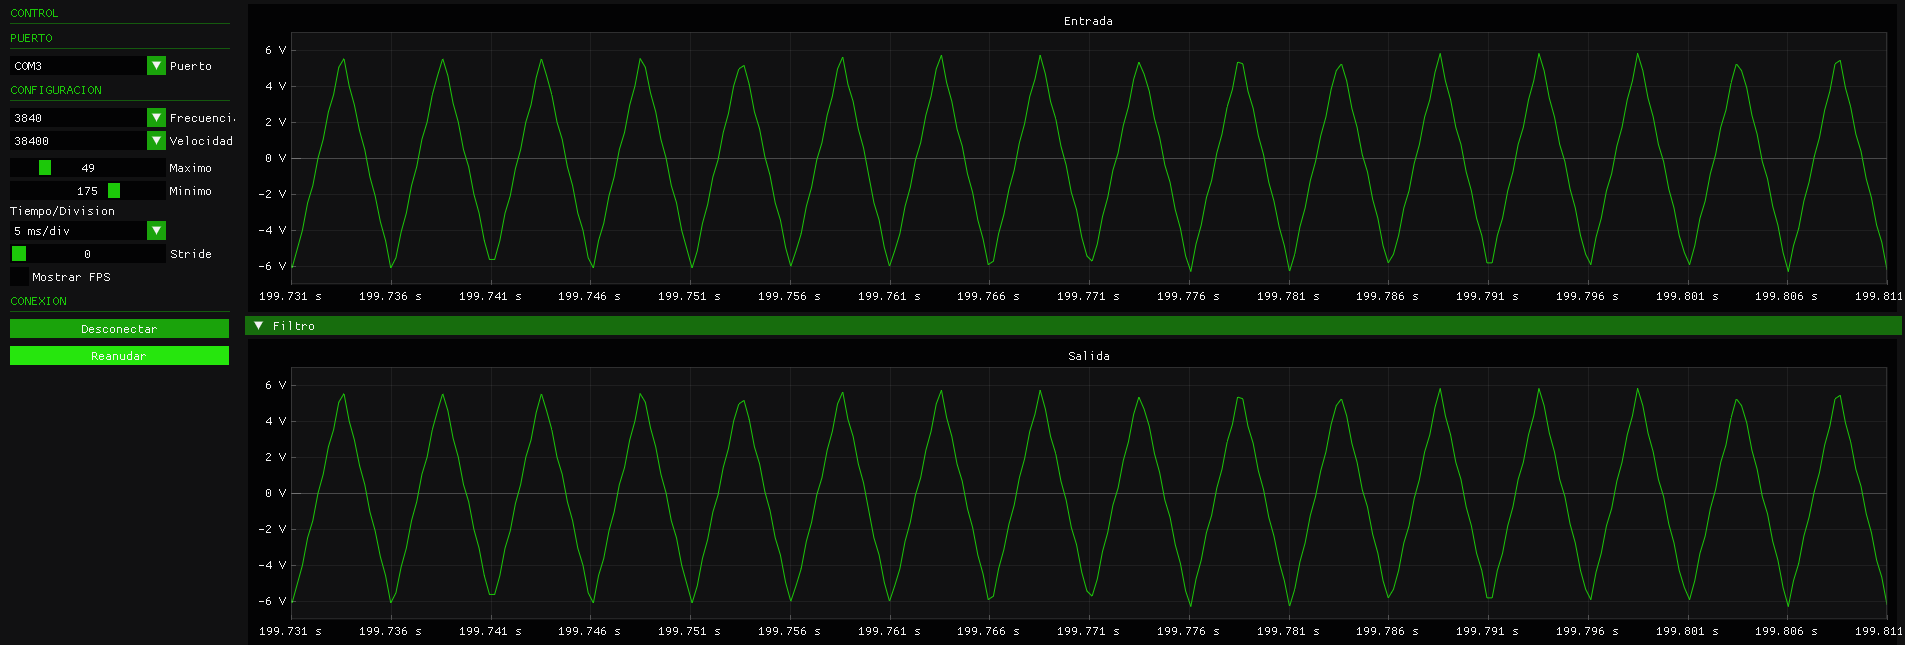 CONTROL
PUERTO
COM3 Puerto
CONFIGURACION
3840 Frecuenci
38400 Velocidad
49 Maximo
175 Minimo
Tiempo/Division
5 ms/div
0 Stride
Mostrar FPS
CONEXION
Desconectar
Reanudar
Entrada
6 V
4 V
2 V
0 V
-2 V
-4 V
-6 V
199.731 s 199.736 s 199.741 s 199.746 s 199.751 s 199.756 s 199.761 s 199.766 s 199.771 s 199.776 s 199.781 s 199.786 s 199.791 s 199.796 s 199.801 s 199.806 s 199.811
Filtro
Salida
6 V
4 V
2 V
0 V
-2 V
-4 V
-6 V
199.731 s 199.736 s 199.741 s 199.746 s 199.751 s 199.756 s 199.761 s 199.766 s 199.771 s 199.776 s 199.781 s 199.786 s 199.791 s 199.796 s 199.801 s 199.806 s 199.811